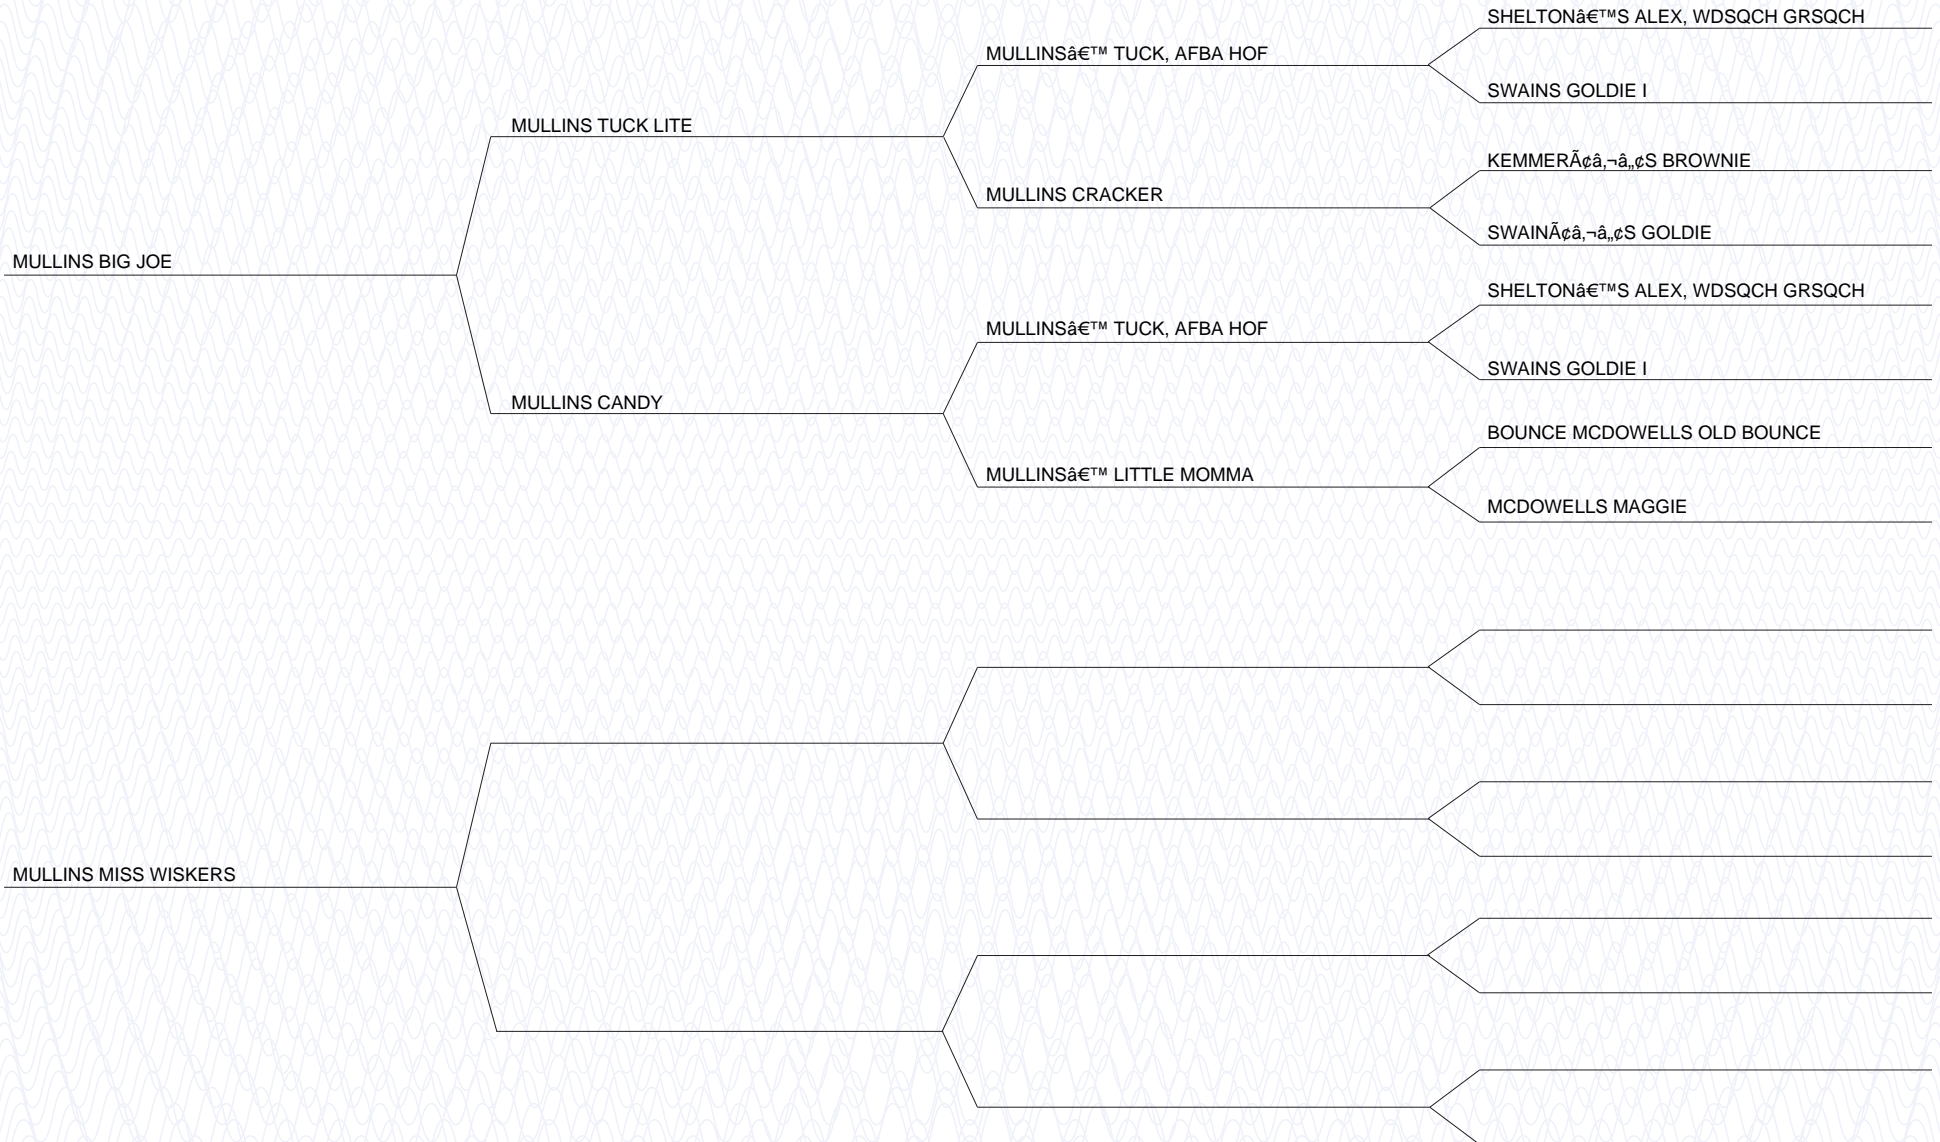 SHELTONâ€™S ALEX, WDSQCH GRSQCH
MULLINSâ€™ TUCK, AFBA HOF
SWAINS GOLDIE I
MULLINS TUCK LITE
KEMMERÃ¢â‚¬â„¢S BROWNIE
MULLINS CRACKER
SWAINÃ¢â‚¬â„¢S GOLDIE
MULLINS BIG JOE
SHELTONâ€™S ALEX, WDSQCH GRSQCH
MULLINSâ€™ TUCK, AFBA HOF
SWAINS GOLDIE I
MULLINS CANDY
BOUNCE MCDOWELLS OLD BOUNCE
MULLINSâ€™ LITTLE MOMMA
MCDOWELLS MAGGIE
MULLINS MISS WISKERS